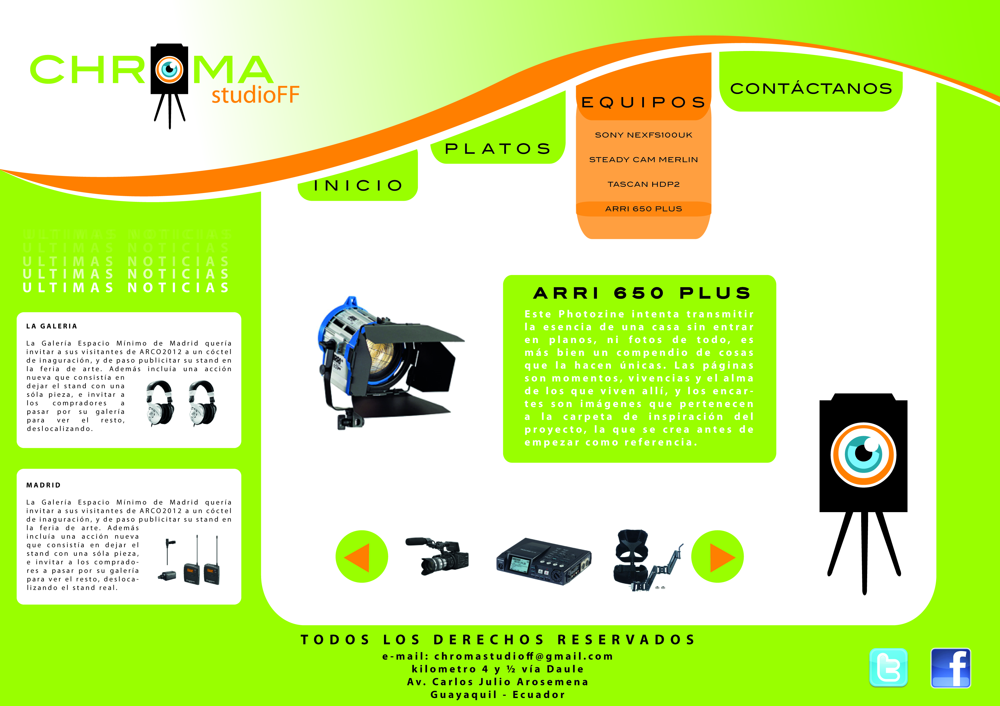 CHROMA
studioFF
INICIO
PLATOS
EQUIPOS
CONTÁCTANOS
SONY NEXFS100UK
STEADY CAM MERLIN
TASCAN HDP2
ARRI 650 PLUS
ULTIMAS NOTICIAS
ULTIMAS NOTICIAS
ULTIMAS NOTICIAS
ULTIMAS NOTICIAS
ULTIMAS NOTICIAS
LA GALERIA
La Galería Espacio Mínimo de Madrid quería
invitar a sus visitantes de ARCO2012 a un cóctel
de inaguración, y de paso publicitar su stand en
la feria de arte. Además incluía una acción
nueva que consistía en
dejar el stand con una
sóla pieza, e invitar a
los compradores a
pasar por su galería
para ver el resto,
deslocalizando.
MADRID
La Galería Espacio Mínimo de Madrid quería
invitar a sus visitantes de ARCO2012 a un cóctel
de inaguración, y de paso publicitar su stand en
la feria de arte. Además
incluía una acción nueva
que consistía en dejar el
stand con una sóla pieza,
e invitar a los comprado-
res a pasar por su galería
para ver el resto, desloca-
lizando el stand real.
ARRI 650 PLUS
Este Photozine intenta transmitir
la esencia de una casa sin entrar
en planos, ni fotos de todo, es
más bien un compendio de cosas
que la hacen únicas. Las páginas
son momentos, vivencias y el alma
de los que viven allí, y los encar-
tes son imágenes que pertenecen
a la carpeta de inspiración del
proyecto, la que se crea antes de
empezar como referencia.
TODOS LOS DERECHOS RESERVADOS
e-mail: chromastudioff@gmail.com
kilometro 4 y ½ vía Daule
Av. Carlos Julio Arosemena
Guayaquil - Ecuador